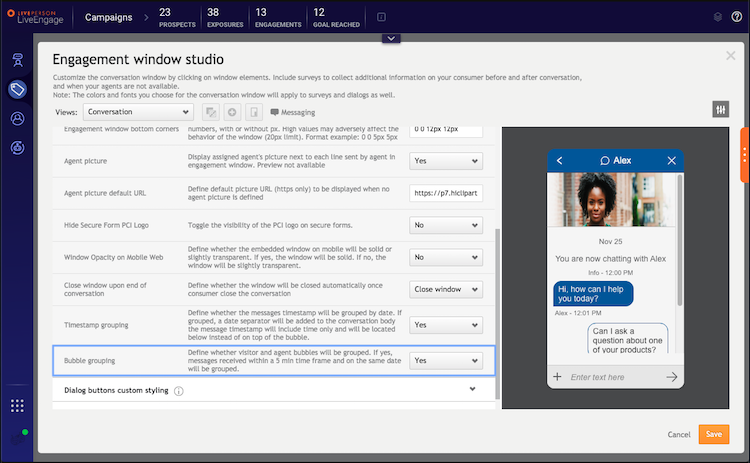 LIVEPERSON
LiveEngage
Campaigns
23
PROSPECTS
38
EXPOSURES
13
ENGAGEMENTS
12
GOAL REACHED
Engagement window studio
Customize the conversation window by clicking on window elements. Include surveys to collect additional information on your consumer before and after conversation,
and when your agents are not available.
Note: The colors and fonts you choose for the conversation window will apply to surveys and dialogs as well.
Views:
Conversation
Messaging
Engagement window bottom corners
numbers, with or without px. High values may adversely affect the
behavior of the window (20px limit). Format example: 0 0 5px 5px
0 0 12px 12px
Agent picture
Display assigned agent's picture next to each line sent by agent in
engagement window. Preview not available
Yes
Agent picture default URL
Define default picture URL (https only) to be displayed when no
agent picture is defined
https://p7.hiclipart
Hide Secure Form PCI Logo
Toggle the visibility of the PCI logo on secure forms.
No
Window Opacity on Mobile Web
Define whether the embedded window on mobile will be solid or
slightly transparent. If yes, the window will be solid. If no, the
window will be slightly transparent.
No
Close window upon end of
conversation
Define whether the window will be closed automatically once
consumer close the conversation
Close window
Timestamp grouping
Define whether the messages timestamp will be grouped by date. If
grouped, a date separator will be added to the conversation body
the message timestamp will include time only and will be located
below instead of on top of the bubble.
Yes
Bubble grouping
Define whether visitor and agent bubbles will be grouped. If yes,
messages received within a 5 min time frame and on the same date
will be grouped.
Yes
Dialog buttons custom styling
Alex
Nov 25
You are now chatting with Alex
Info - 12:00 PM
Hi, how can I help
you today?
Alex - 12:01 PM
Can I ask a
question about one
of your products?
Enter text here
Cancel
Save